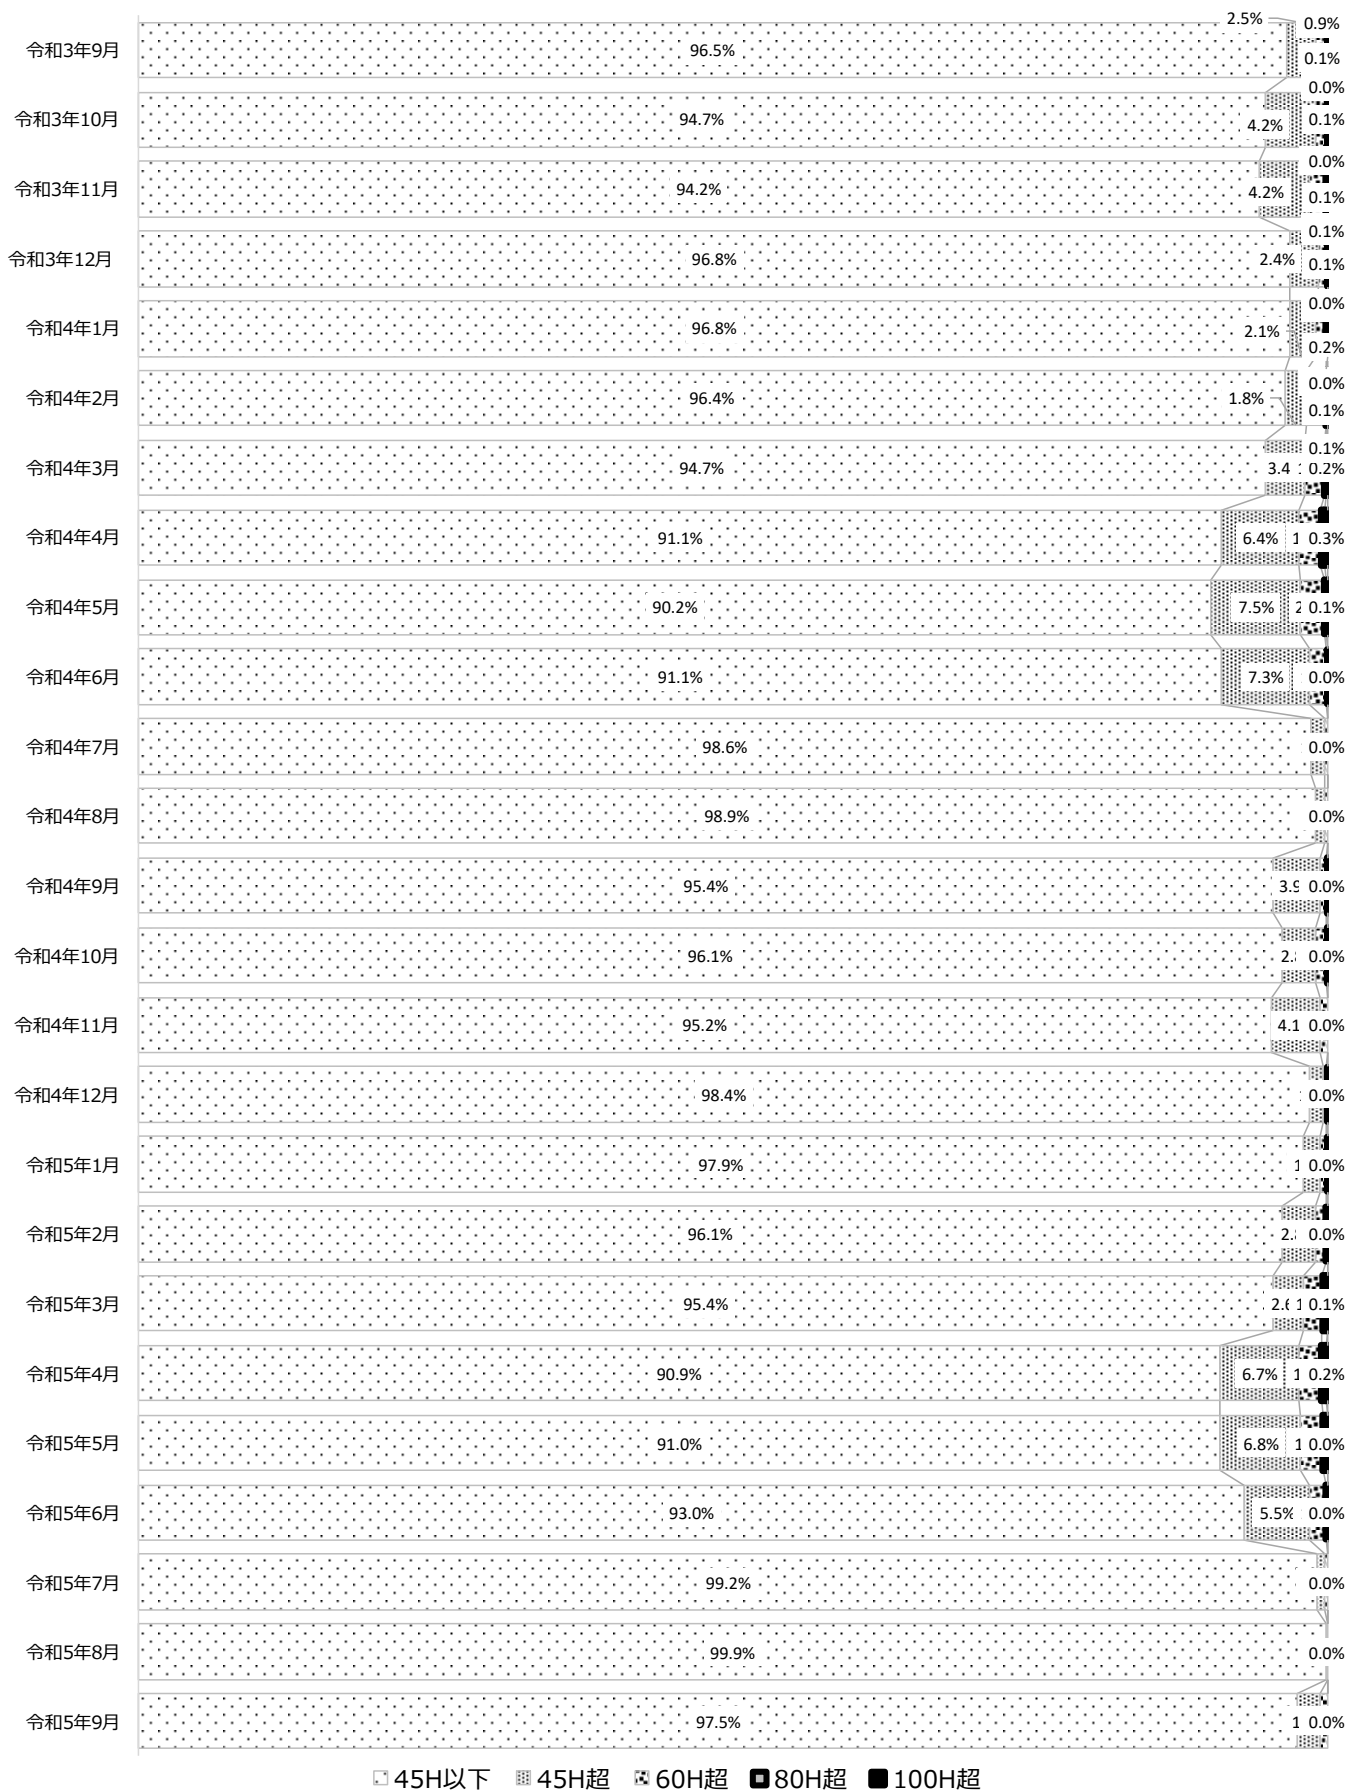 2.5% 0.9%
令和3年9月 96.5% 0.1%
0.0%
令和3年10月 94.7% 4.2% 0.1%
0.0%
令和3年11月 94.2% 4.2% 0.1%
0.1%
令和3年12月 96.8% 2.4% 0.1%
0.0%
令和4年1月 96.8% 2.1% 0.2%
0.0%
令和4年2月 96.4% 1.8% 0.1%
0.1%
令和4年3月 94.7% 3.4 0.2%
令和4年4月 91.1% 6.4% 1 0.3%
令和4年5月 90.2% 7.5% 2 0.1%
令和4年6月 91.1% 7.3% 0.0%
令和4年7月 98.6% 0.0%
令和4年8月 98.9% 0.0%
令和4年9月 95.4% 3.9 0.0%
令和4年10月 96.1% 2. 0.0%
令和4年11月 95.2% 4.1 0.0%
令和4年12月 98.4% 0.0%
令和5年1月 97.9% 1 0.0%
令和5年2月 96.1% 2. 0.0%
令和5年3月 95.4% 2.6 1 0.1%
令和5年4月 90.9% 6.7% 1 0.2%
令和5年5月 91.0% 6.8% 1 0.0%
令和5年6月 93.0% 5.5% 0.0%
令和5年7月 99.2% 0.0%
令和5年8月 99.9% 0.0%
令和5年9月 97.5% 1 0.0%
45H以下 45H超 60H超 80H超 100H超